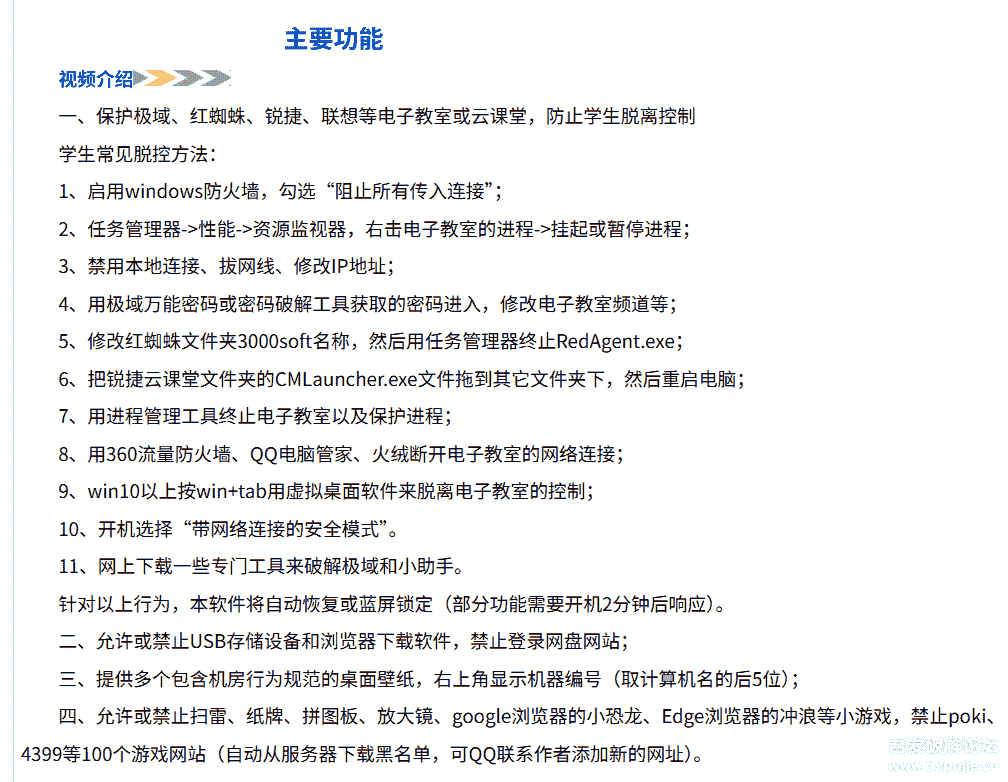 主要功能
视频介绍
一、保护极域、红蜘蛛、锐捷、联想等电子教室或云课堂，防止学生脱离控制
学生常见脱控方法：
1、启用windows防火墙，勾选“阻止所有传入连接”；
2、任务管理器->性能->资源监视器，右击电子教室的进程->挂起或暂停进程；
3、禁用本地连接、拔网线、修改IP地址；
4、用极域万能密码或密码破解工具获取的密码进入，修改电子教室频道等；
5、修改红蜘蛛文件夹3000soft名称，然后用任务管理器终止RedAgent.exe；
6、把锐捷云课堂文件夹的CMLauncher.exe文件拖到其它文件夹下，然后重启电脑；
7、用进程管理工具终止电子教室以及保护进程；
8、用360流量防火墙、QQ电脑管家、火绒断开电子教室的网络连接；
9、win10以上按win+tab用虚拟桌面软件来脱离电子教室的控制；
10、开机选择“带网络连接的安全模式”。
11、网上下载一些专门工具来破解极域和小助手。
针对以上行为，本软件将自动恢复或蓝屏锁定（部分功能需要开机2分钟后响应）。
二、允许或禁止USB存储设备和浏览器下载软件，禁止登录网盘网站；
三、提供多个包含机房行为规范的桌面壁纸，右上角显示机器编号（取计算机名的后5位）；
四、允许或禁止扫雷、纸牌、拼图板、放大镜、google浏览器的小恐龙、Edge浏览器的冲浪等小游戏，禁止poki、
4399等100个游戏网站（自动从服务器下载黑名单，可QQ联系作者添加新的网址）。